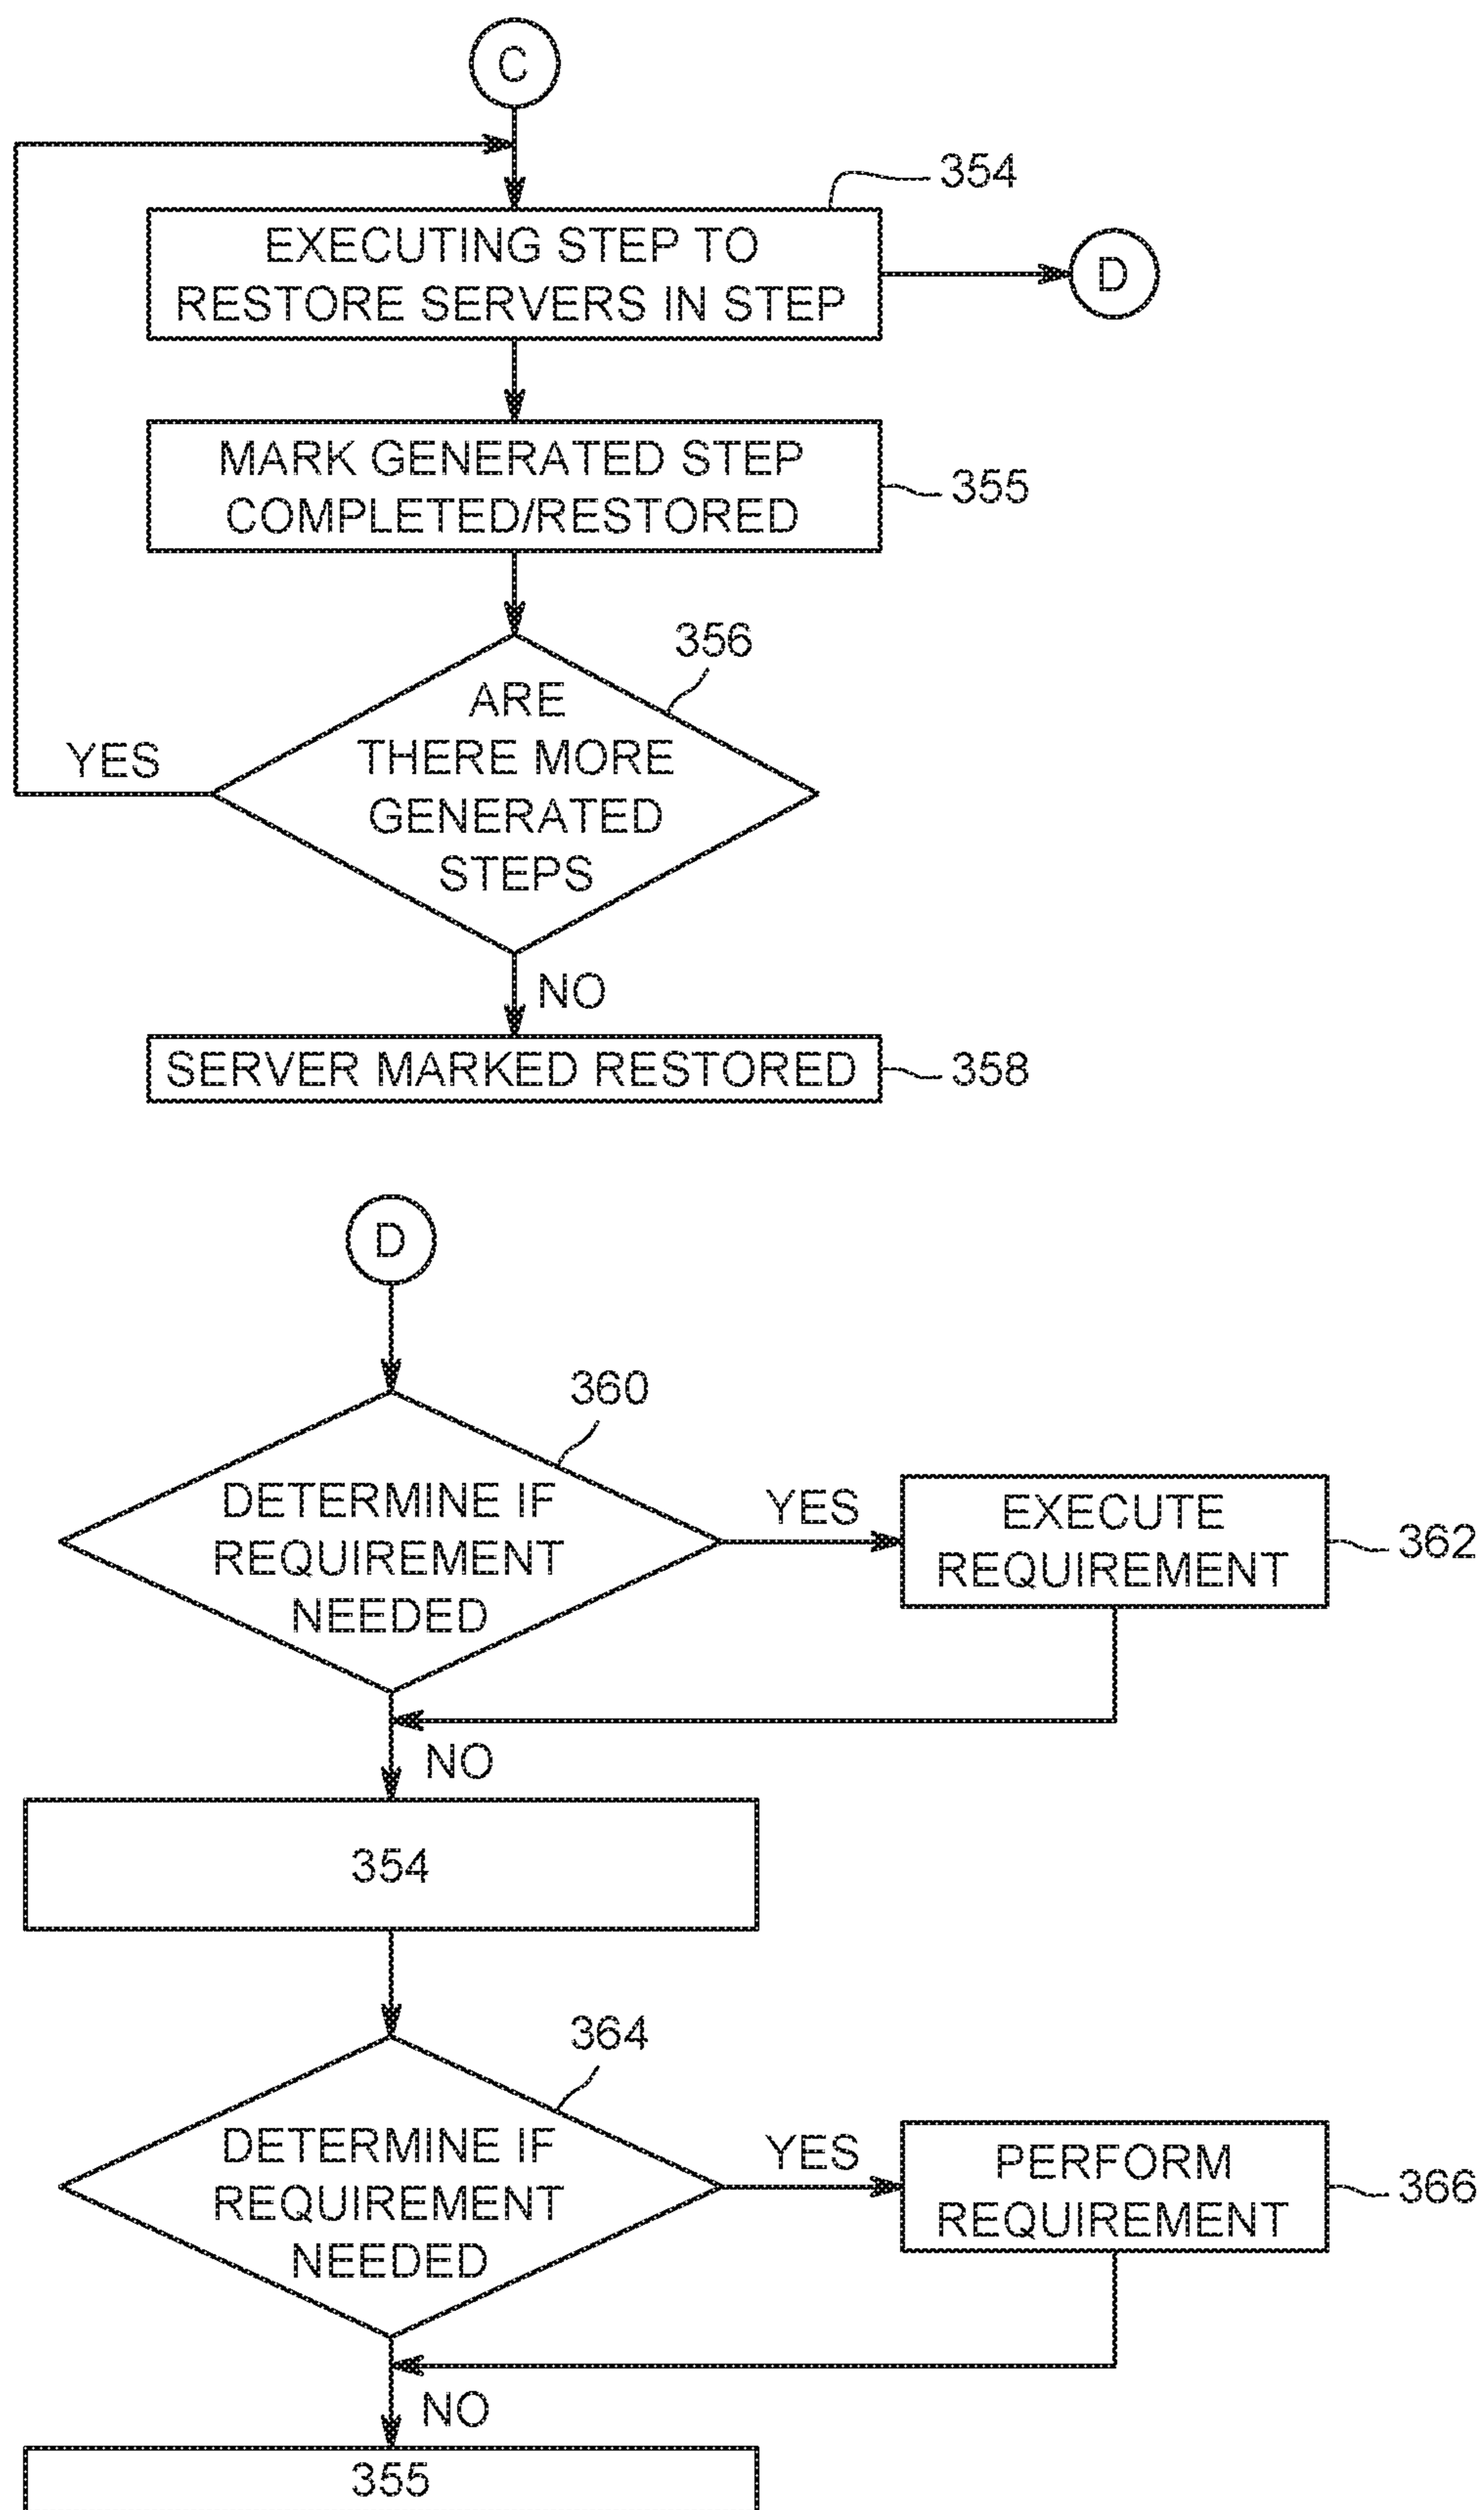 C
354
EXECUTING STEP TO
RESTORE SERVERS IN STEP
D
MARK GENERATED STEP
COMPLETED/RESTORED
355
356
ARE
THERE MORE
GENERATED
STEPS
YES
NO
SERVER MARKED RESTORED
358
D
360
DETERMINE IF
REQUIREMENT
NEEDED
YES
EXECUTE
REQUIREMENT
362
NO
354
364
DETERMINE IF
REQUIREMENT
NEEDED
YES
PERFORM
REQUIREMENT
366
NO
355